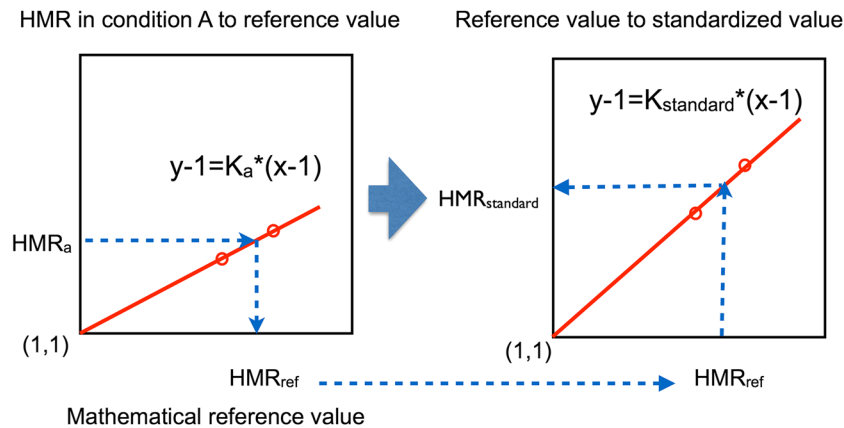 HMR in condition A to reference value
Reference value to standardized value
y-1=Ka*(x-1)
y-1=Kstandard*(x-1)
HMRa
HMRstandard
(1,1)
(1,1)
HMRref
HMRref
Mathematical reference value